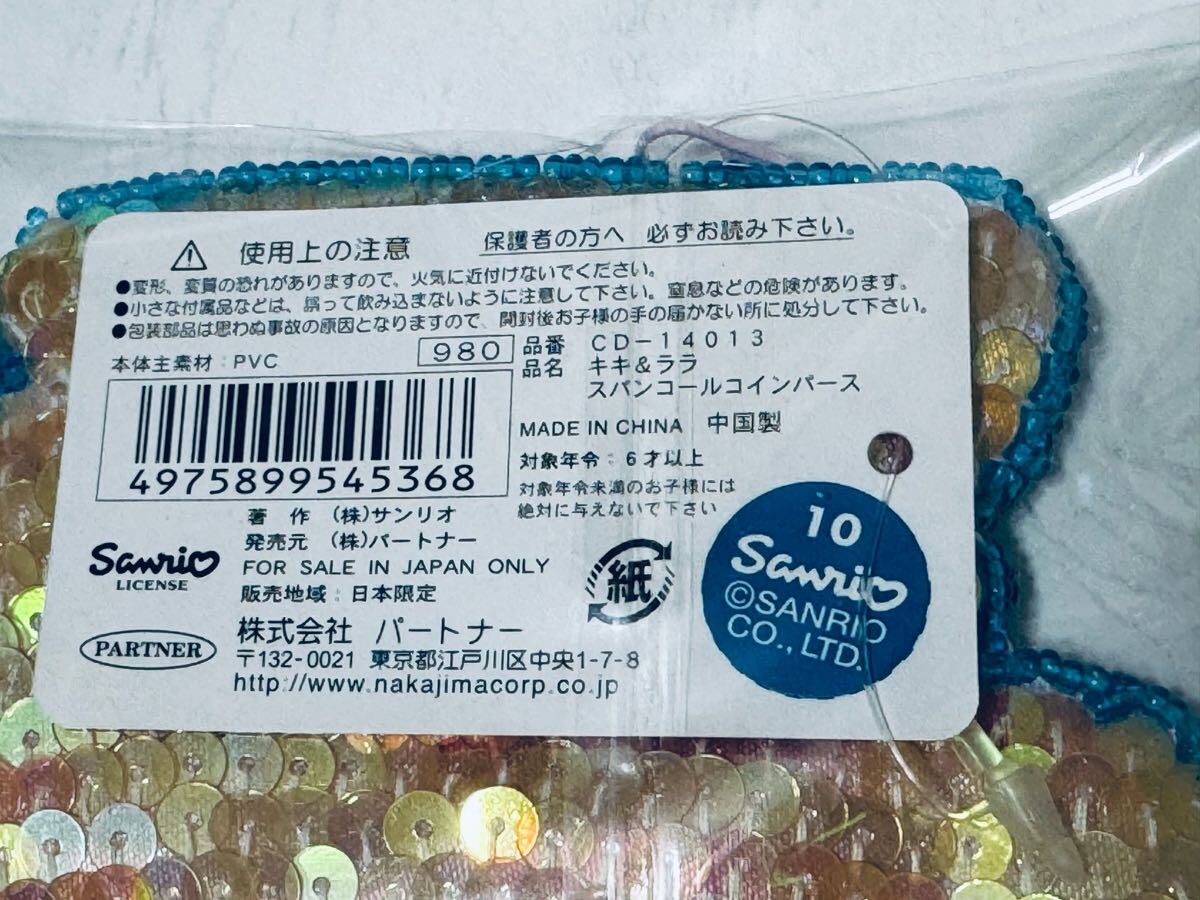 ⚠ 使用上の注意 保護者の方へ 必ずお読み下さい。
●変形、変質の恐れがありますので、火気に近付けないでください。
●小さな付属品などは、誤って飲み込まないように注意して下さい。窒息などの危険があります。
●包装部品は思わぬ事故の原因となりますので、開封後お子様の手の届かない所に処分して下さい。
本体主素材:PVC
980
品番 CD-14013
品名 キキ&ララ
スパンコールコインパース
MADE IN CHINA 中国製
対象年令:6才以上
対象年令未満のお子様には
絶対に与えないで下さい
4975899545368
著 作 (株)サンリオ
発売元 (株)パートナー
FOR SALE IN JAPAN ONLY
販売地域:日本限定
Sanrio
LICENSE
PARTNER
株式会社 パートナー
〒132-0021 東京都江戸川区中央1-7-8
http://www.nakajimacorp.co.jp
紙
10
Sanrio
©SANRIO
CO., LTD.